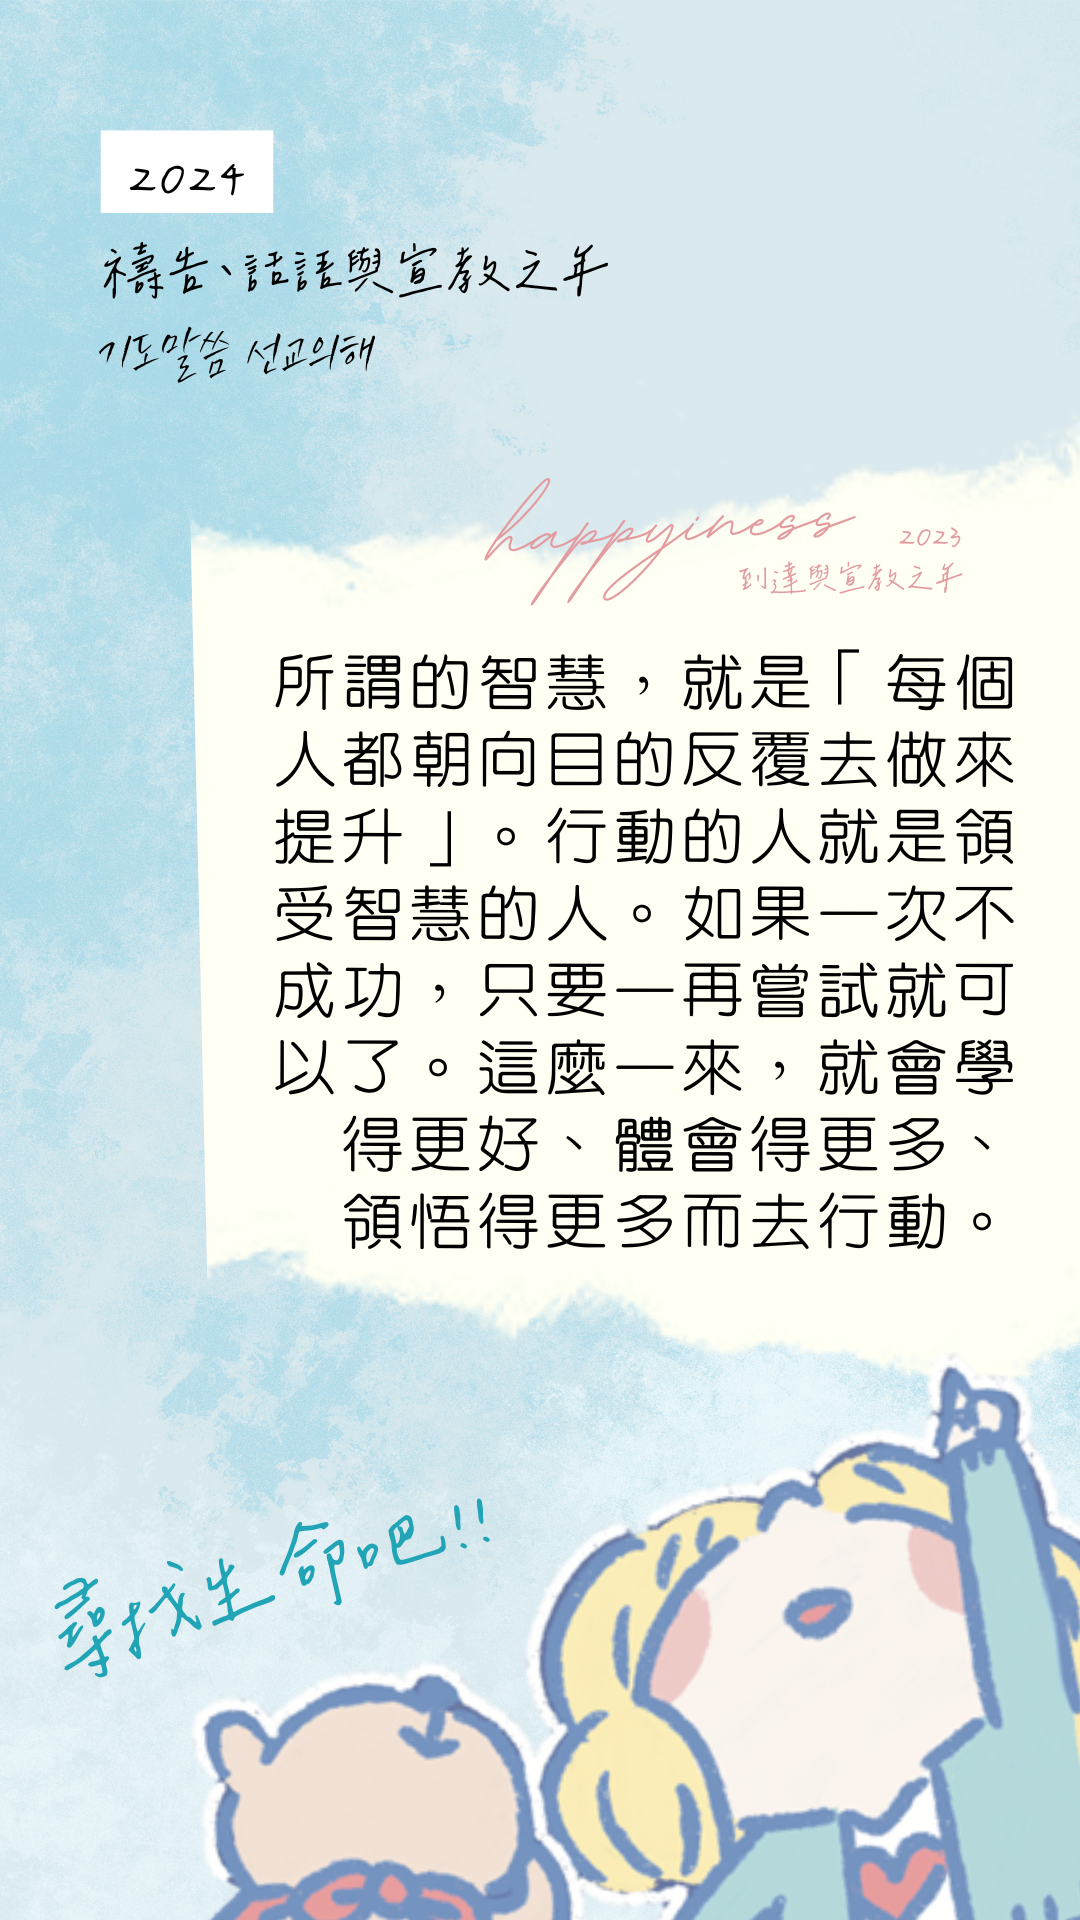 2024
禱告、話語與宣教之年
기도말씀 선교의해
happyiness
2023
到達與宣教之年
所謂的智慧，就是「每個
人都朝向目的反覆去做來
提升」。行動的人就是領
受智慧的人。如果一次不
成功，只要一再嘗試就可
以了。這麼一來，就會學
得更好、體會得更多、
領悟得更多而去行動。
尋找生命吧!!